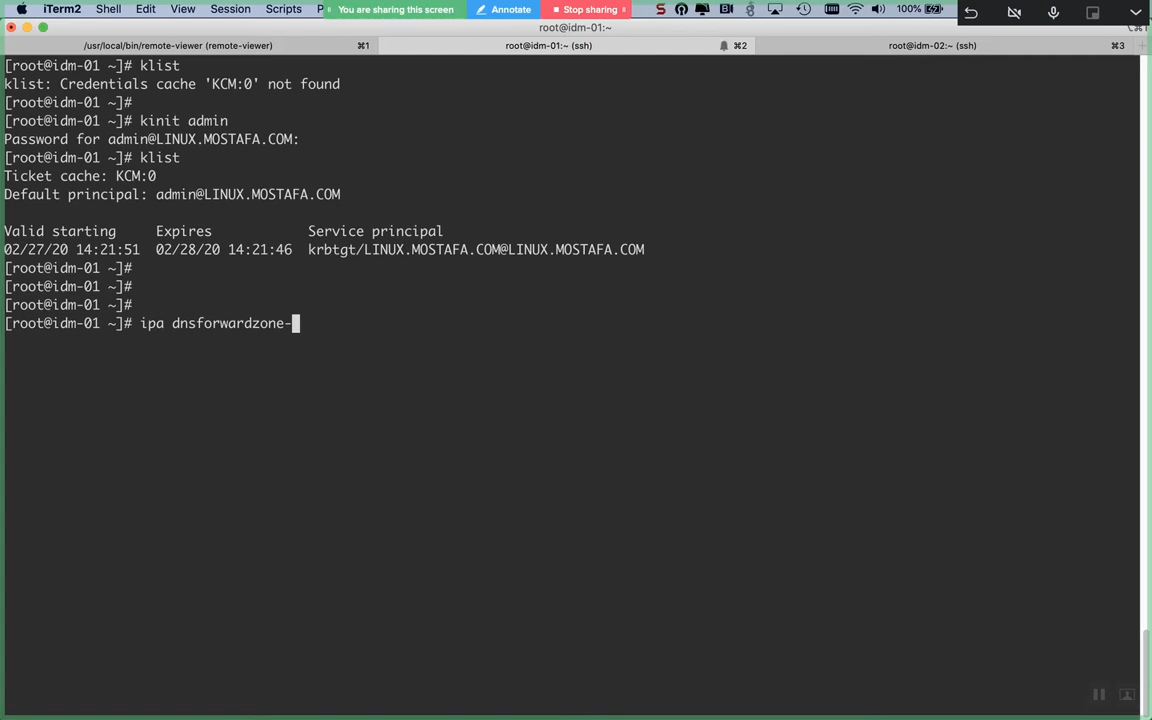 iTerm2 Shell Edit View Session Scripts P You are sharing this screen Annotate Stop sharing 100%
root@idm-01:~
/usr/local/bin/remote-viewer (remote-viewer) ⌘1 root@idm-01:~ (ssh) ⌘2 root@idm-02:~ (ssh) ⌘3
[root@idm-01 ~]# klist
klist: Credentials cache 'KCM:0' not found
[root@idm-01 ~]#
[root@idm-01 ~]# kinit admin
Password for admin@LINUX.MOSTAFA.COM:
[root@idm-01 ~]# klist
Ticket cache: KCM:0
Default principal: admin@LINUX.MOSTAFA.COM
Valid starting Expires Service principal
02/27/20 14:21:51 02/28/20 14:21:46 krbtgt/LINUX.MOSTAFA.COM@LINUX.MOSTAFA.COM
[root@idm-01 ~]#
[root@idm-01 ~]#
[root@idm-01 ~]#
[root@idm-01 ~]# ipa dnsforwardzone-